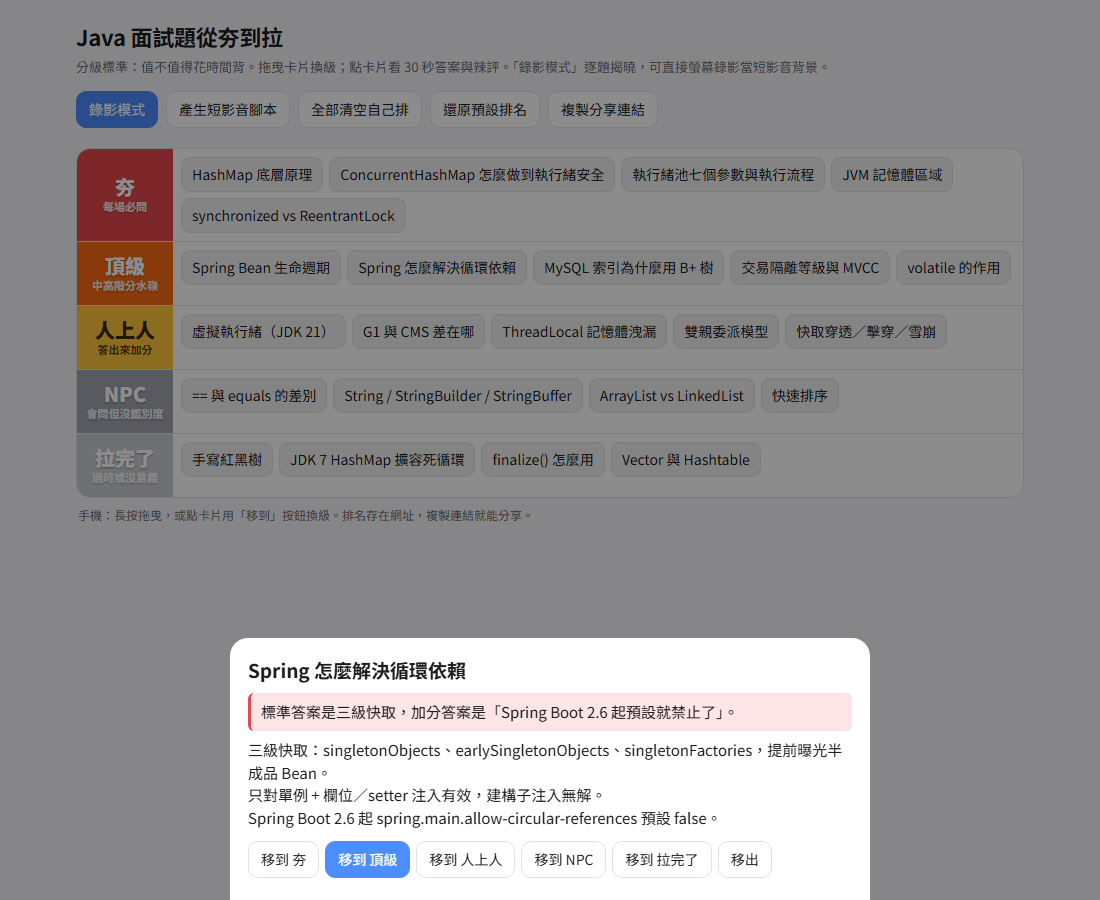 Java 面試題從夯到拉
分級標準：值不值得花時間背。拖曳卡片換級；點卡片看 30 秒答案與辣評。「錄影模式」逐題揭曉，可直接螢幕錄影當短影音背景。
錄影模式 產生短影音腳本 全部清空自己排 還原預設排名 複製分享連結
夯
每場必問
HashMap 底層原理 ConcurrentHashMap 怎麼做到執行緒安全 執行緒池七個參數與執行流程 JVM 記憶體區域
synchronized vs ReentrantLock
頂級
中高階分水嶺
Spring Bean 生命週期 Spring 怎麼解決循環依賴 MySQL 索引為什麼用 B+ 樹 交易隔離等級與 MVCC volatile 的作用
人上人
答出來加分
虛擬執行緒（JDK 21） G1 與 CMS 差在哪 ThreadLocal 記憶體洩漏 雙親委派模型 快取穿透／擊穿／雪崩
NPC
會問但沒鑑別度
== 與 equals 的差別 String / StringBuilder / StringBuffer ArrayList vs LinkedList 快速排序
拉完了
過時或沒意義
手寫紅黑樹 JDK 7 HashMap 擴容死循環 finalize() 怎麼用 Vector 與 Hashtable
手機：長按拖曳，或點卡片用「移到」按鈕換級。排名存在網址，複製連結就能分享。
Spring 怎麼解決循環依賴
標準答案是三級快取，加分答案是「Spring Boot 2.6 起預設就禁止了」。
三級快取：singletonObjects、earlySingletonObjects、singletonFactories，提前曝光半
成品 Bean。
只對單例 + 欄位／setter 注入有效，建構子注入無解。
Spring Boot 2.6 起 spring.main.allow-circular-references 預設 false。
移到 夯 移到 頂級 移到 人上人 移到 NPC 移到 拉完了 移出